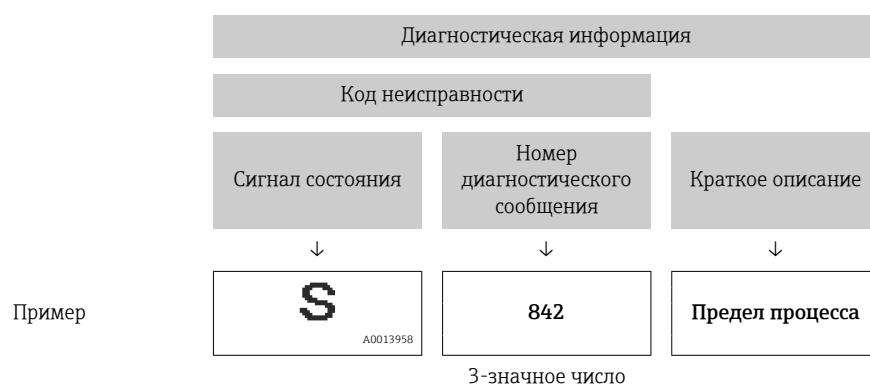 Диагностическая информация
Код неисправности
Сигнал состояния
Номер
диагностического
сообщения
Краткое описание
↓ ↓ ↓
Пример
S
A0013958
842
Предел процесса
3-значное число